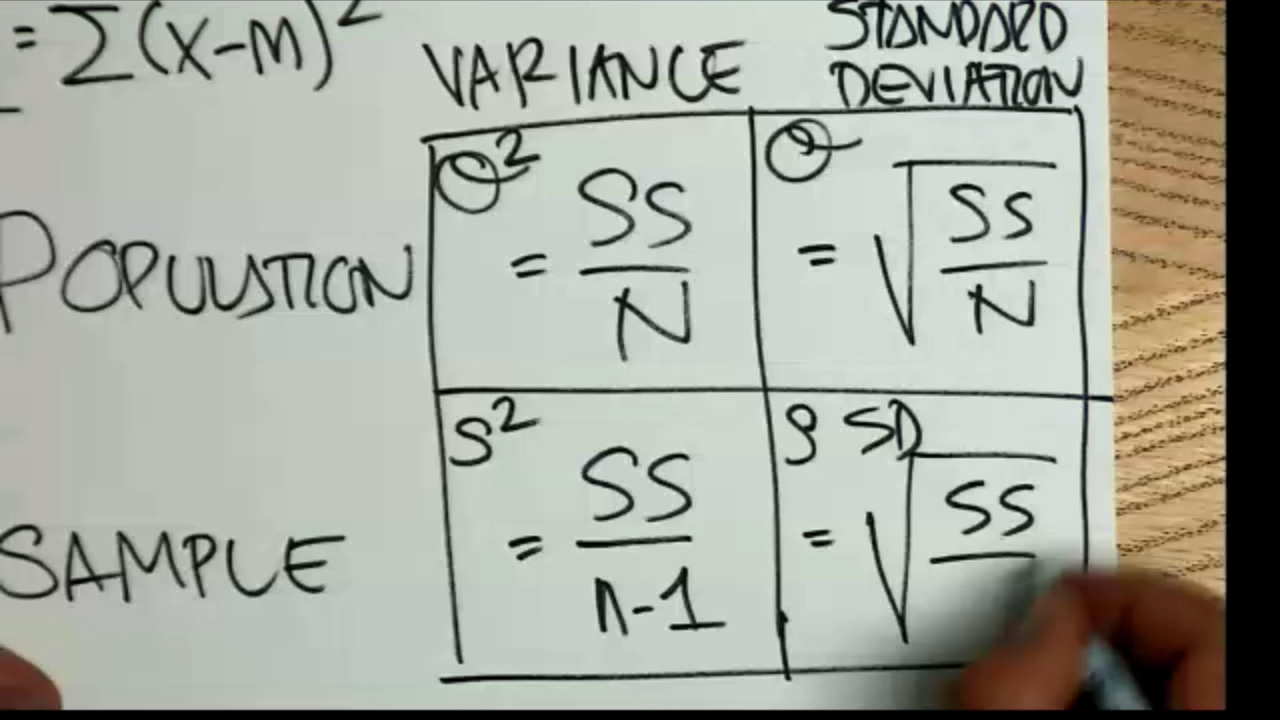 = Σ(x-m)²
VARIANCE
STANDARD
DEVIATION
POPULATION
σ²
= SS
N
σ
= √SS
N
SAMPLE
S²
= SS
n-1
S SD
= √SS